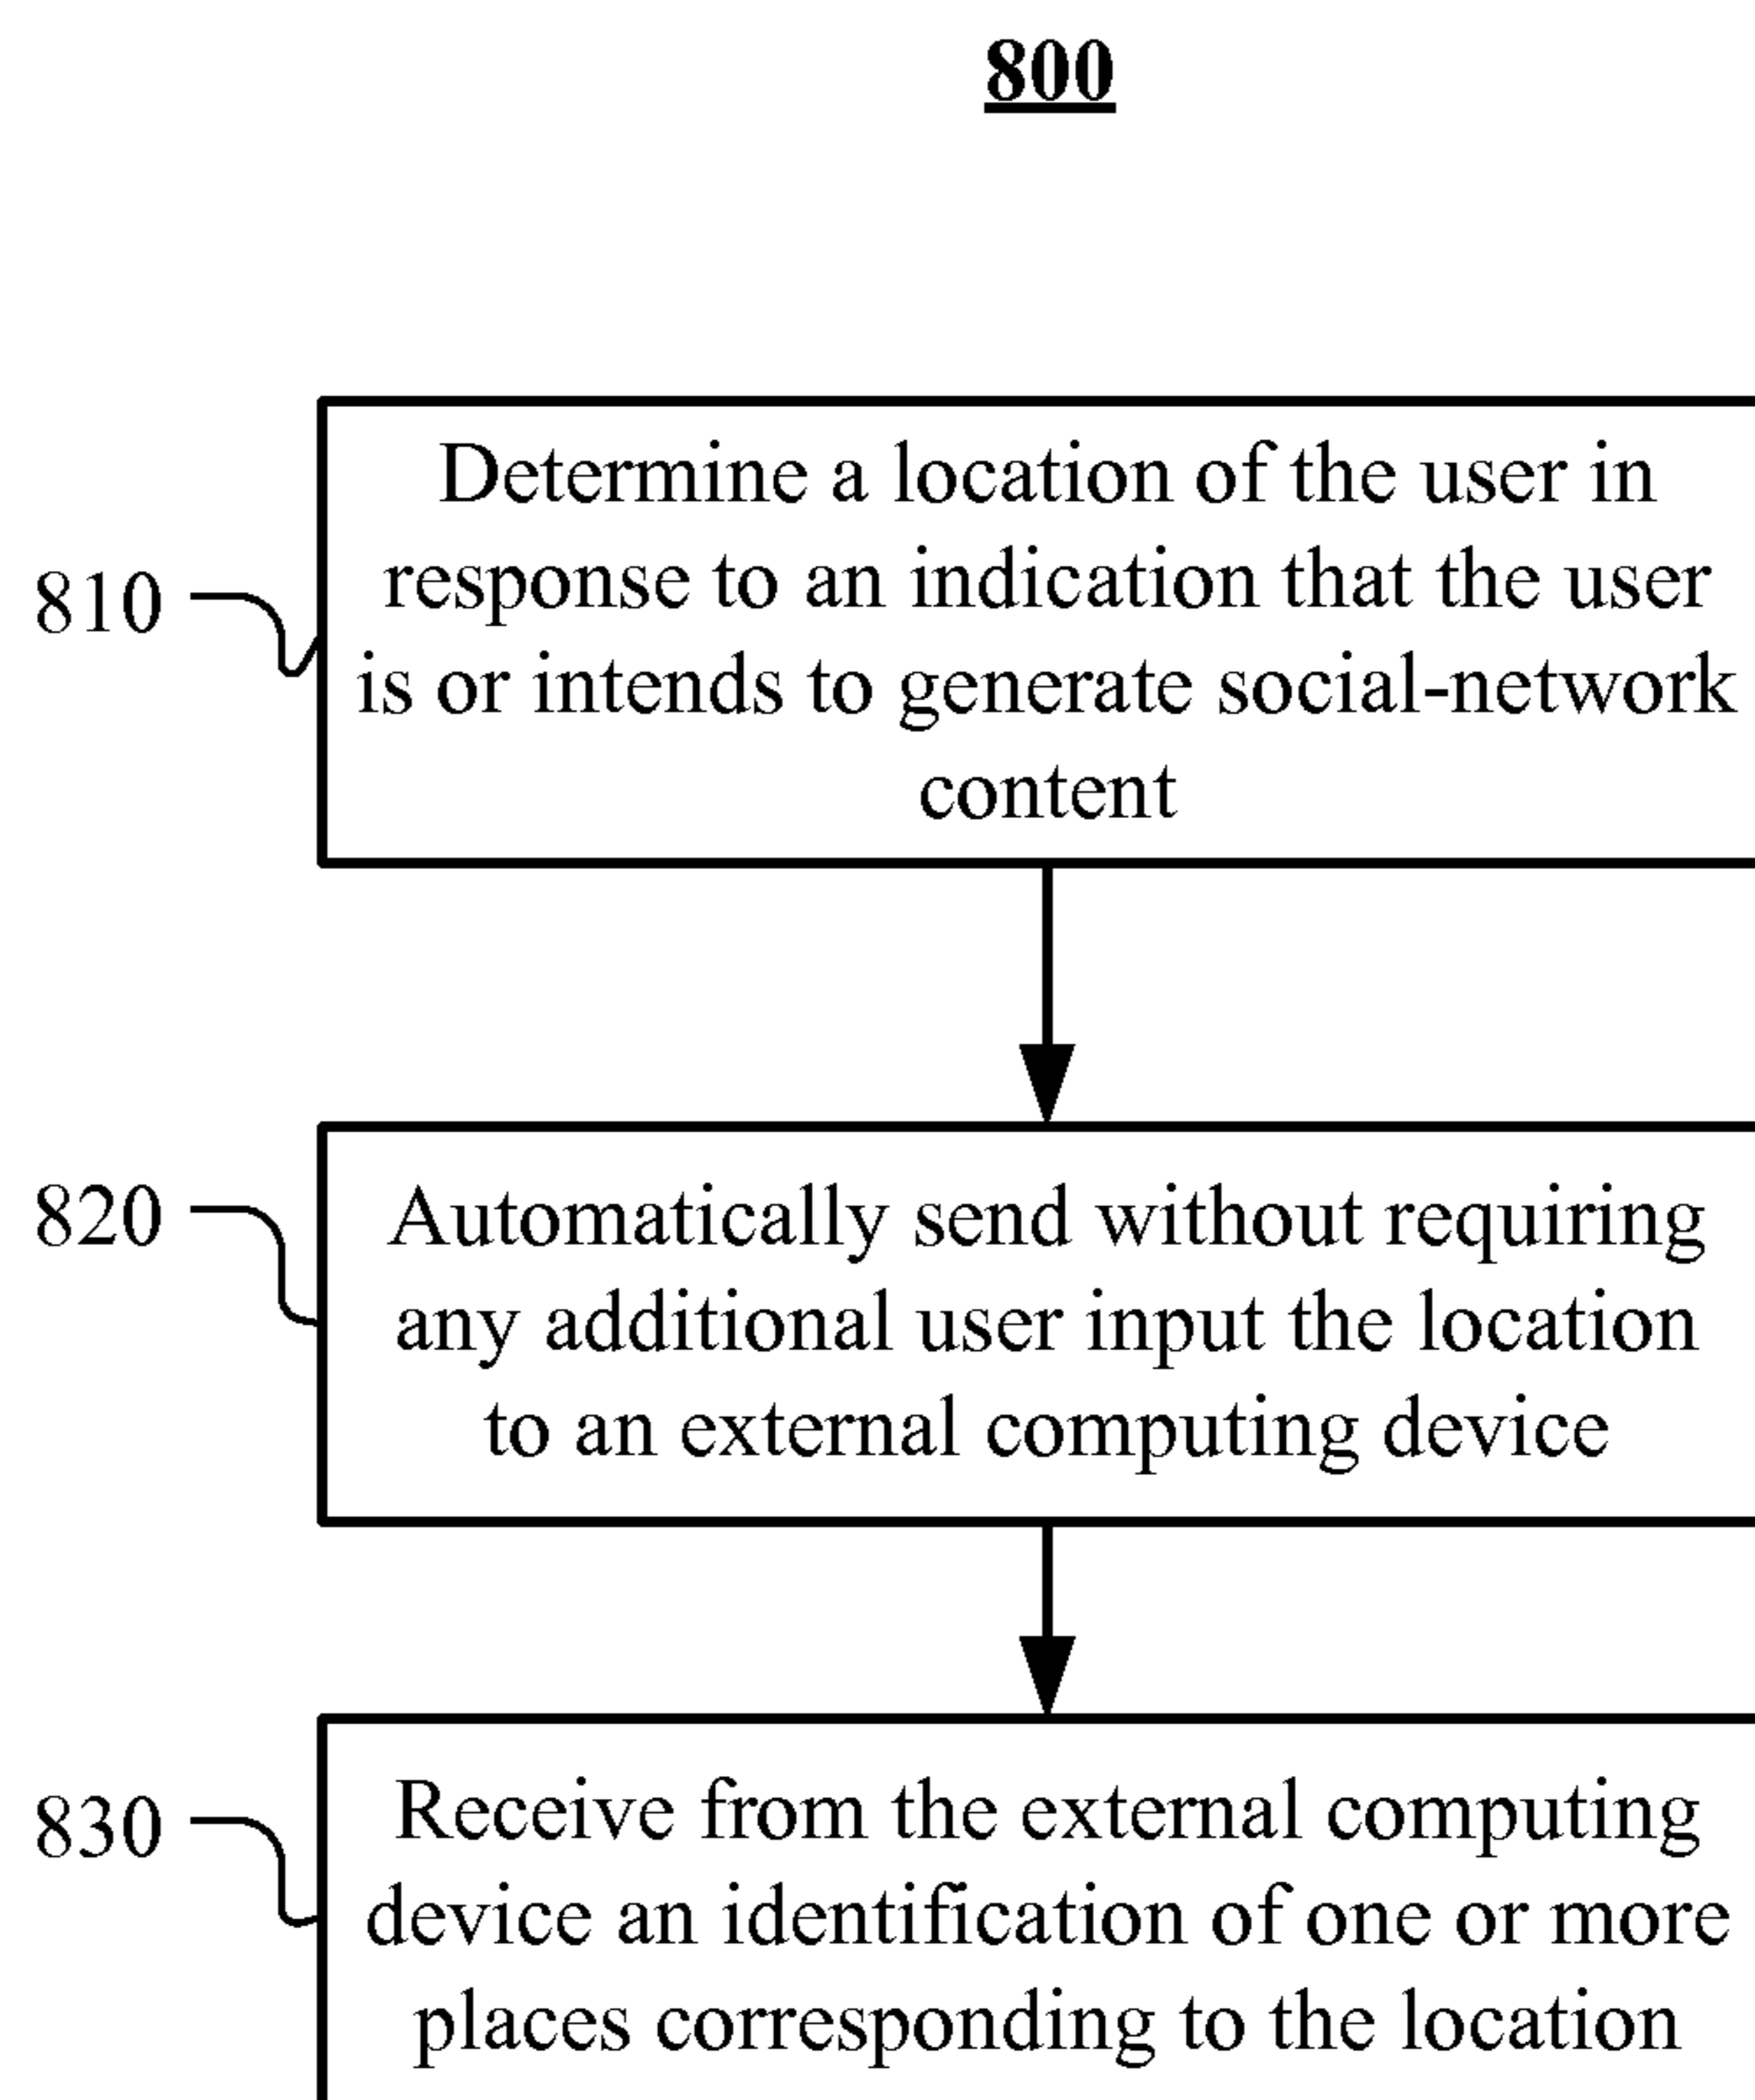 800
810
Determine a location of the user in
response to an indication that the user
is or intends to generate social-network
content
820
Automatically send without requiring
any additional user input the location
to an external computing device
830
Receive from the external computing
device an identification of one or more
places corresponding to the location